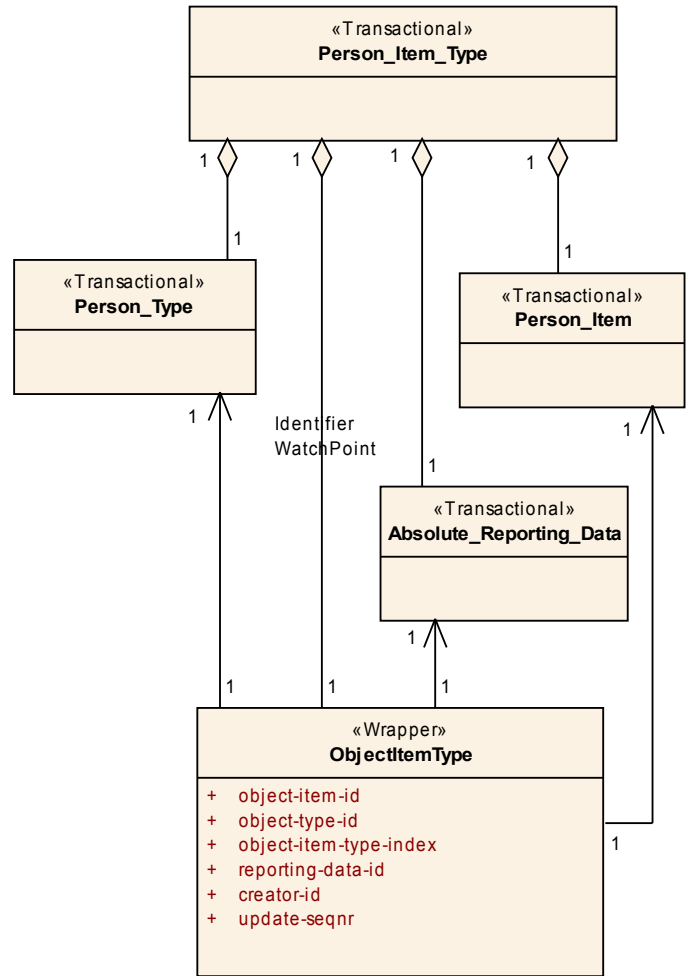 «Transactional»
Person_Item_Type
1
1
1
1
1
1
«Transactional»
Person_Type
«Transactional»
Person_Item
1
Identifier
WatchPoint
1
1
«Transactional»
Absolute_Reporting_Data
1
1
1
1
«Wrapper»
ObjectItemType
+ object-item-id
+ object-type-id
+ object-item-type-index
+ reporting-data-id
+ creator-id
+ update-seqnr
1